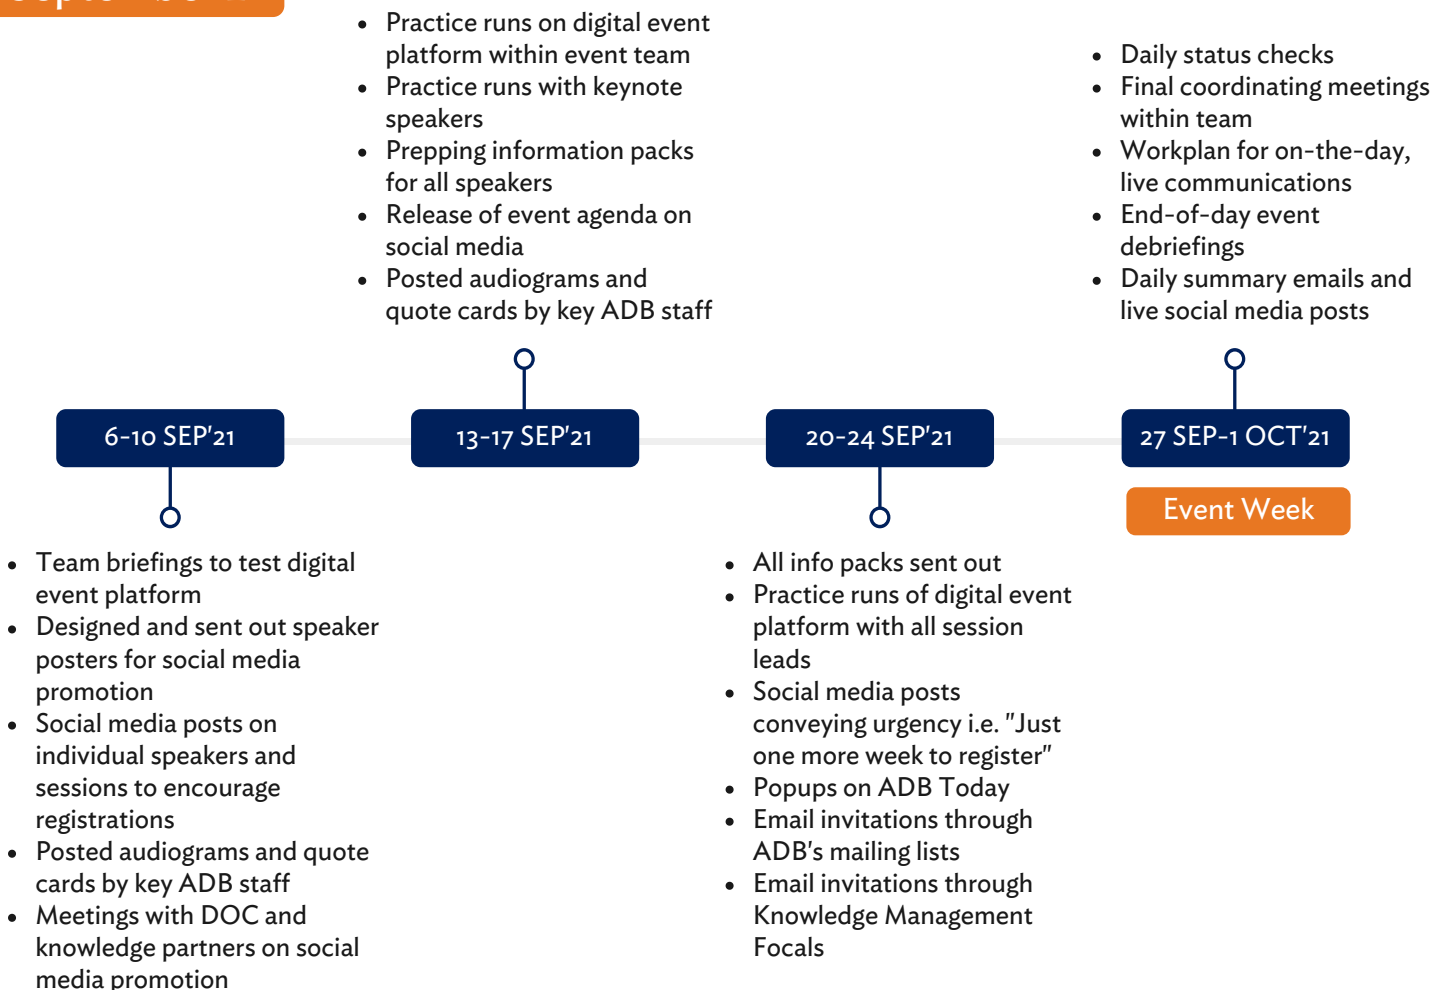 • Practice runs on digital event
platform within event team
• Practice runs with keynote
speakers
• Prepping information packs
for all speakers
• Release of event agenda on
social media
• Posted audiograms and
quote cards by key ADB staff
• Daily status checks
• Final coordinating meetings
within team
• Workplan for on-the-day,
live communications
• End-of-day event
debriefings
• Daily summary emails and
live social media posts
6-10 SEP'21
13-17 SEP'21
20-24 SEP'21
27 SEP-1 OCT'21
Event Week
• Team briefings to test digital
event platform
• Designed and sent out speaker
posters for social media
promotion
• Social media posts on
individual speakers and
sessions to encourage
registrations
• Posted audiograms and quote
cards by key ADB staff
• Meetings with DOC and
knowledge partners on social
media promotion
• All info packs sent out
• Practice runs of digital event
platform with all session
leads
• Social media posts
conveying urgency i.e. "Just
one more week to register"
• Popups on ADB Today
• Email invitations through
ADB's mailing lists
• Email invitations through
Knowledge Management
Focals